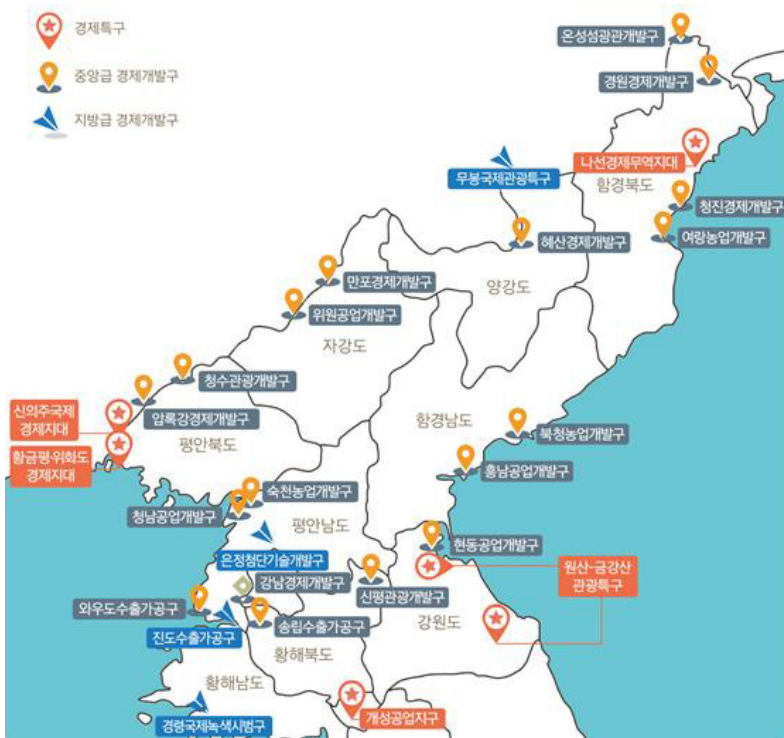 경제특구
중앙급 경제개발구
지방급 경제개발구
온성섬관광개발구
경원경제개발구
나선경제무역지대
무봉국제관광특구
함경북도
청진경제개발구
어랑농업개발구
혜산경제개발구
만포경제개발구
양강도
위원공업개발구
자강도
청수관광개발구
신의주국제
경제지대
압록강경제개발구
함경남도
평안북도
북청농업개발구
황금평·위화도
경제지대
흥남공업개발구
숙천농업개발구
청남공업개발구
평안남도
현동공업개발구
은정첨단기술개발구
원산-금강산
관광특구
강남경제개발구
신평관광개발구
와우도수출가공구
송림수출가공구
강원도
진도수출가공구
황해북도
황해남도
개성공업지구
경령국제녹색시범구